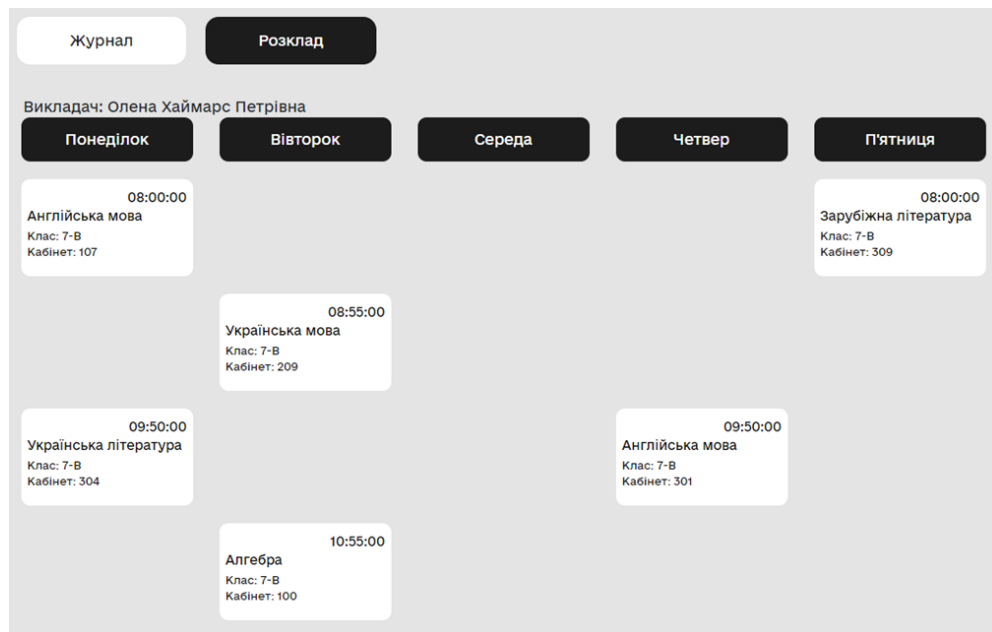 Журнал
Розклад
Викладач: Олена Хаймарс Петрівна
Понеділок
Вівторок
Середа
Четвер
П'ятниця
08:00:00
Англійська мова
Клас: 7-В
Кабінет: 107
08:00:00
Зарубіжна література
Клас: 7-В
Кабінет: 309
08:55:00
Українська мова
Клас: 7-В
Кабінет: 209
09:50:00
Українська література
Клас: 7-В
Кабінет: 304
09:50:00
Англійська мова
Клас: 7-В
Кабінет: 301
10:55:00
Алгебра
Клас: 7-В
Кабінет: 100